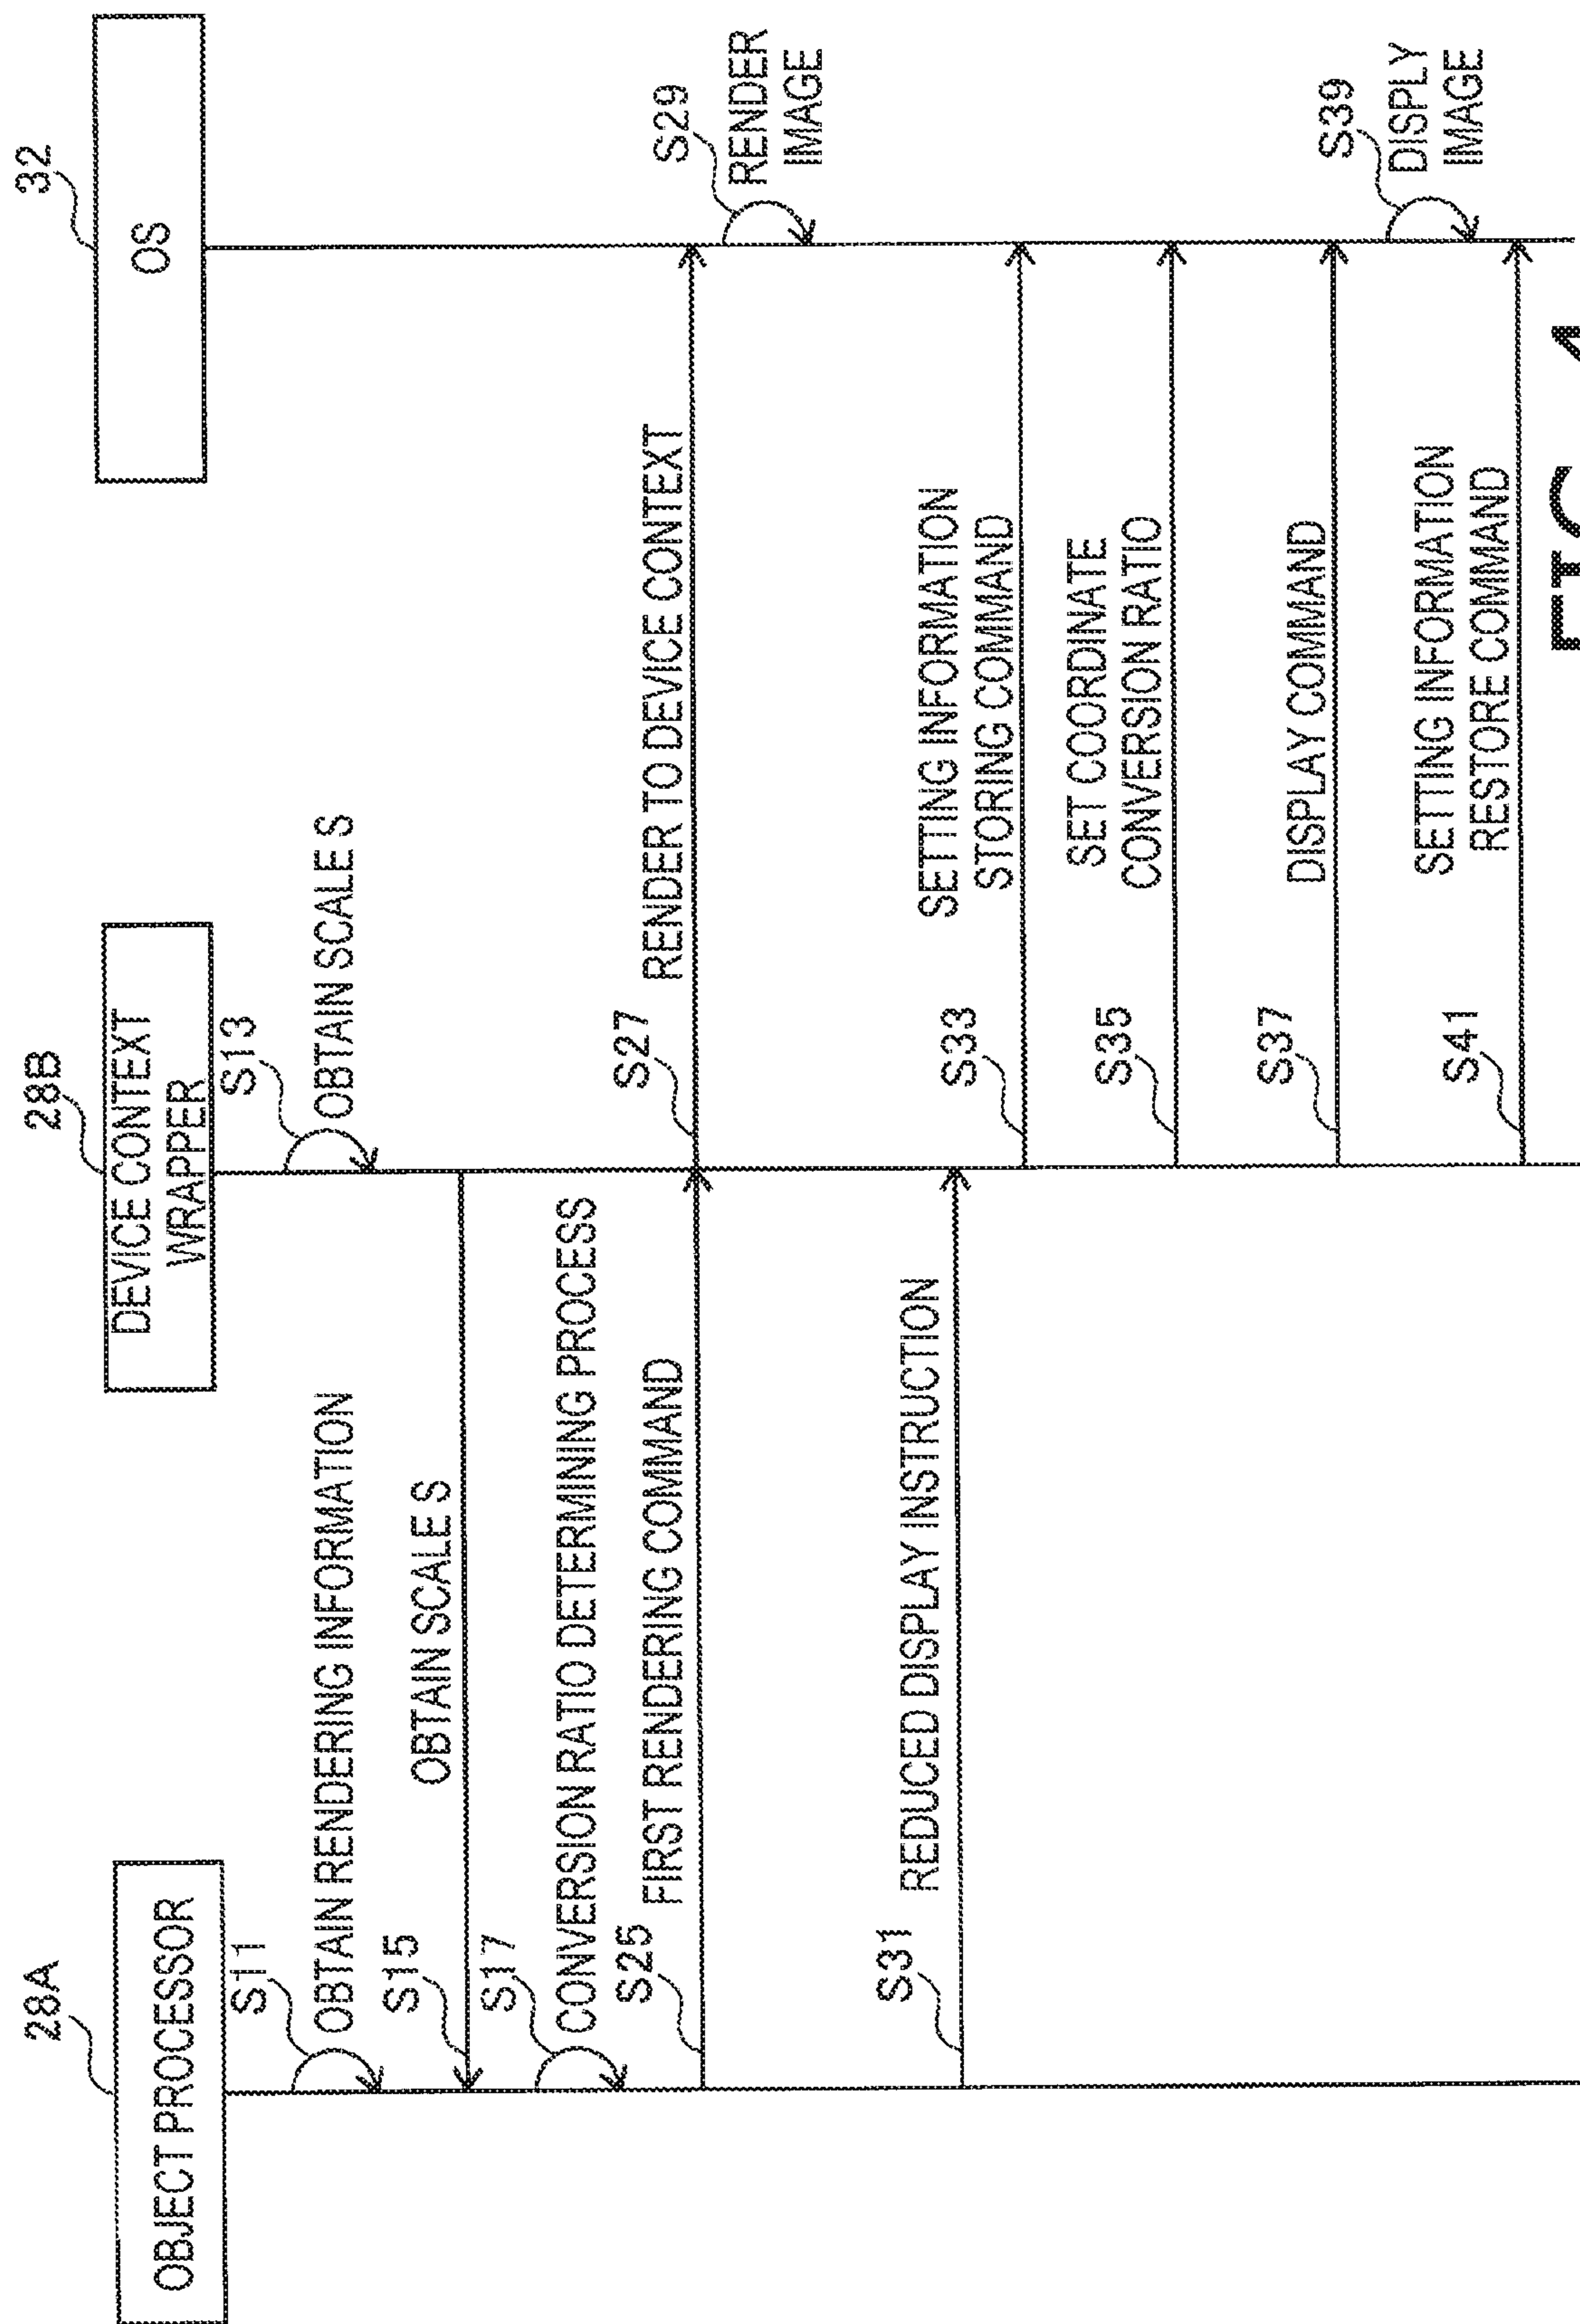 28A
OBJECT PROCESSOR
28B
DEVICE CONTEXT
WRAPPER
32
OS
S11
OBTAIN RENDERING INFORMATION
S13
OBTAIN SCALE S
S15
OBTAIN SCALE S
S17
CONVERSION RATIO DETERMINING PROCESS
S25
FIRST RENDERING COMMAND
S27
RENDER TO DEVICE CONTEXT
S29
RENDER
IMAGE
S31
REDUCED DISPLAY INSTRUCTION
S33
SETTING INFORMATION
STORING COMMAND
S35
SET COORDINATE
CONVERSION RATIO
S37
DISPLAY COMMAND
S39
DISPLY
IMAGE
S41
SETTING INFORMATION
RESTORE COMMAND